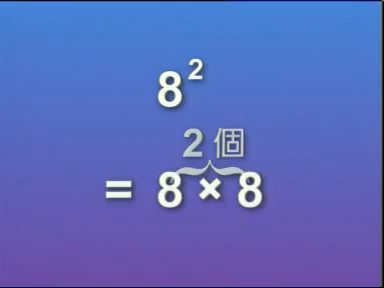 8²
2個
= 8 × 8